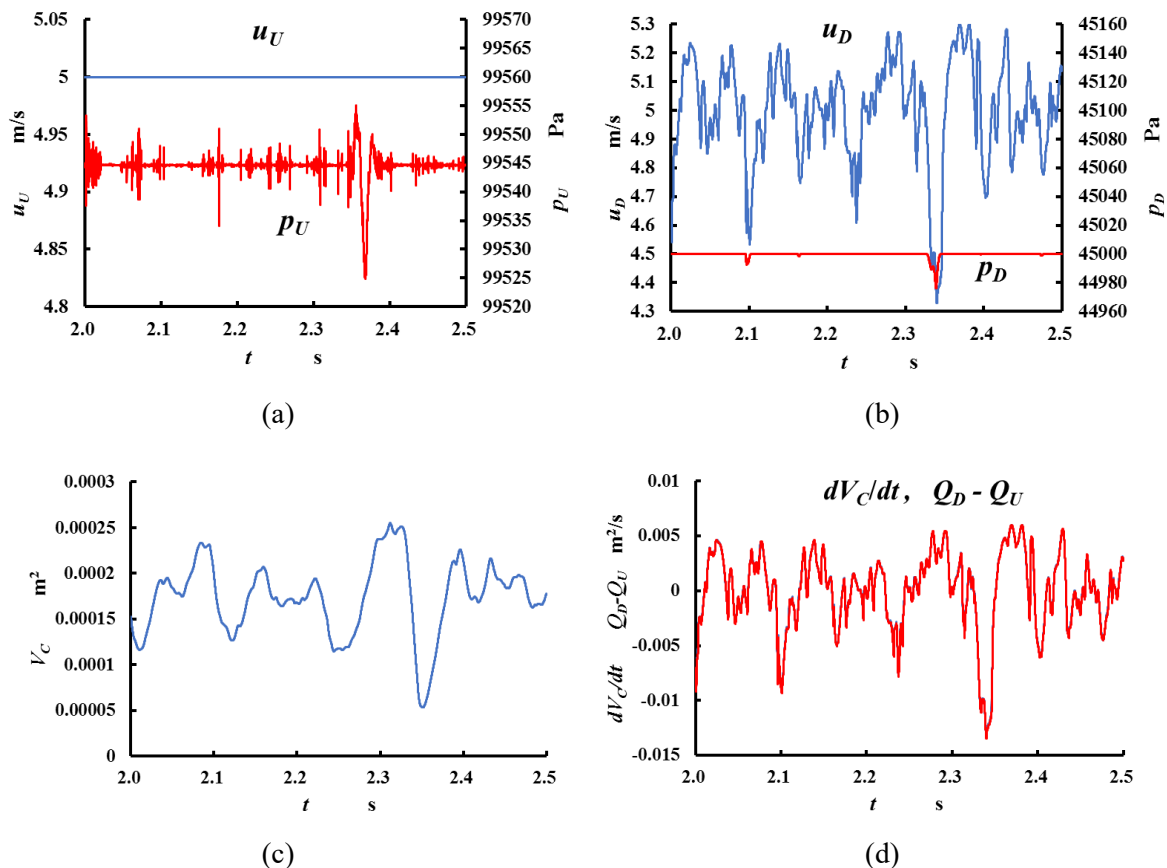 u_U
5.05
5
4.95
4.9
4.85
4.8
u_U m/s
99570
99565
99560
99555
99550
99545
99540
99535
99530
99525
99520
p_U Pa
p_U
2.0 2.1 2.2 2.3 2.4 2.5
t s
(a)
u_D
5.3
5.2
5.1
5
4.9
4.8
4.7
4.6
4.5
4.4
4.3
u_D m/s
45160
45140
45120
45100
45080
45060
45040
45020
45000
44980
44960
p_D Pa
p_D
2.0 2.1 2.2 2.3 2.4 2.5
t s
(b)
0.0003
0.00025
0.0002
0.00015
0.0001
0.00005
0
V_C m²
2.0 2.1 2.2 2.3 2.4 2.5
t s
(c)
dV_C/dt , Q_D - Q_U
0.01
0.005
0
-0.005
-0.01
-0.015
dV_C/dt Q_D-Q_U m²/s
2.0 2.1 2.2 2.3 2.4 2.5
t s
(d)